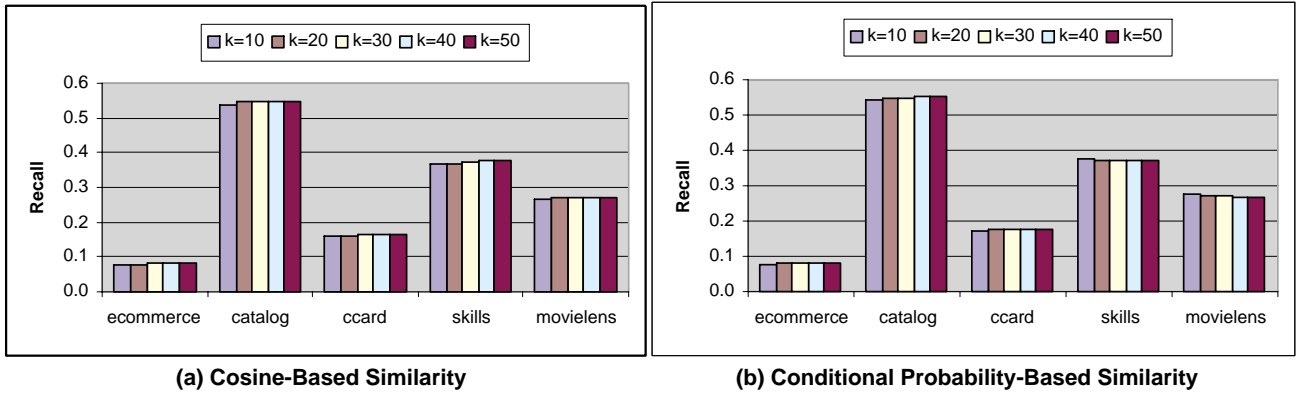 k=10 k=20 k=30 k=40 k=50
0.6
0.5
0.4
0.3
0.2
0.1
0.0
Recall
ecommerce catalog ccard skills movielens
(a) Cosine-Based Similarity
k=10 k=20 k=30 k=40 k=50
0.6
0.5
0.4
0.3
0.2
0.1
0.0
Recall
ecommerce catalog ccard skills movielens
(b) Conditional Probability-Based Similarity